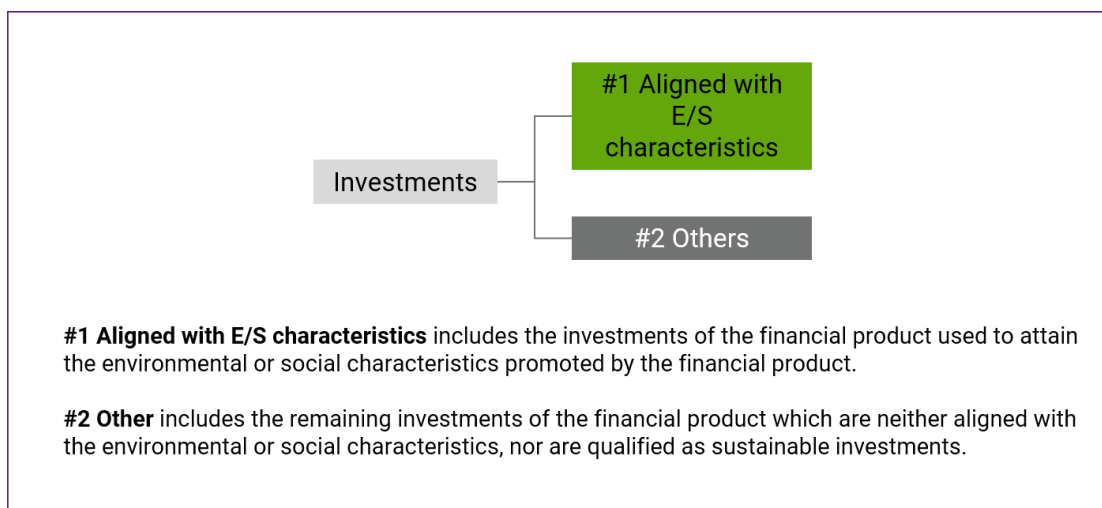 #1 Aligned with
E/S
characteristics
Investments
#2 Others
#1 Aligned with E/S characteristics includes the investments of the financial product used to attain
the environmental or social characteristics promoted by the financial product.
#2 Other includes the remaining investments of the financial product which are neither aligned with
the environmental or social characteristics, nor are qualified as sustainable investments.